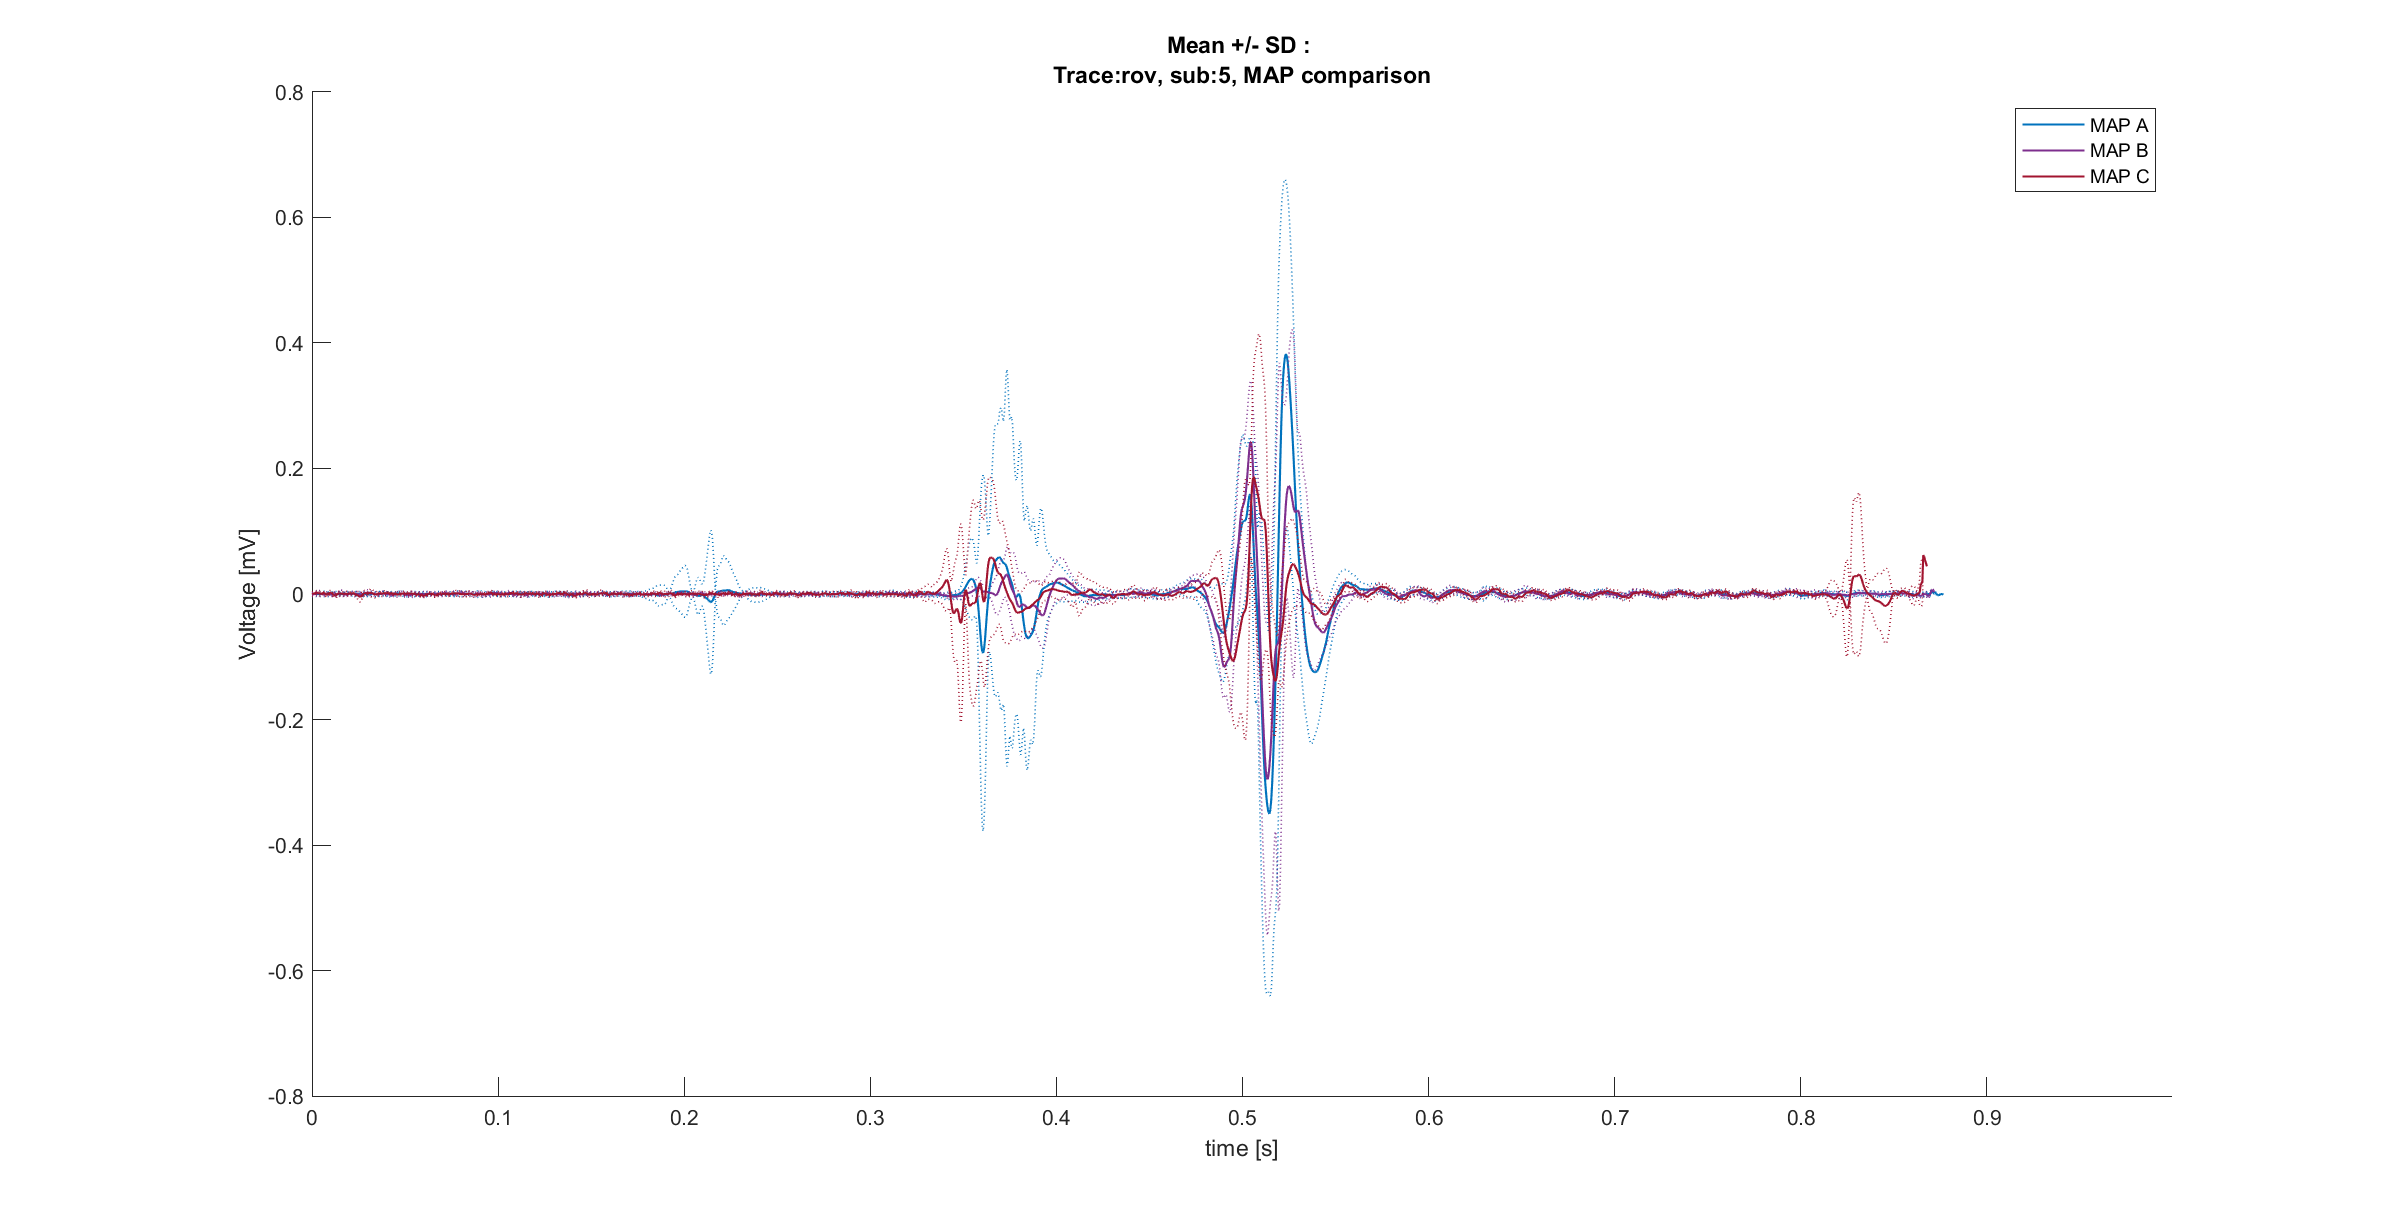 Mean +/- SD :
Trace:rov, sub:5, MAP comparison
0.8
0.6
0.4
0.2
0
-0.2
-0.4
-0.6
-0.8
Voltage [mV]
MAP A
MAP B
MAP C
0 0.1 0.2 0.3 0.4 0.5 0.6 0.7 0.8 0.9
time [s]